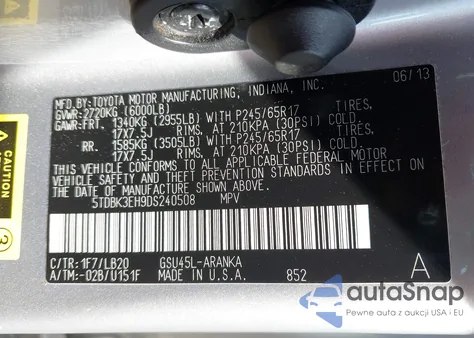 MFD.BY:TOYOTA MOTOR MANUFACTURING, INDIANA, INC. 06/13
GVWR:2720KG (6000LB)
GAWR:FRT. 1340KG (2955LB) WITH P245/65R17 TIRES.
17X7.5J RIMS, AT 210KPA (30PSI) COLD.
RR. 1585KG (3505LB) WITH P245/65R17 TIRES.
17X7.5J RIMS, AT 210KPA (30PSI) COLD.
THIS VEHICLE CONFORMS TO ALL APPLICABLE FEDERAL MOTOR
VEHICLE SAFETY AND THEFT PREVENTION STANDARDS IN EFFECT ON
THE DATE OF MANUFACTURE SHOWN ABOVE.
5TDBK3EH9DS240508 MPV
C/TR:1F7/LB20 GSU45L-ARANKA
A/TM:-02B/U151F MADE IN U.S.A. 852 A
CAUTION
3
autoSnap
Pewne auta z aukcji USA i Kanady